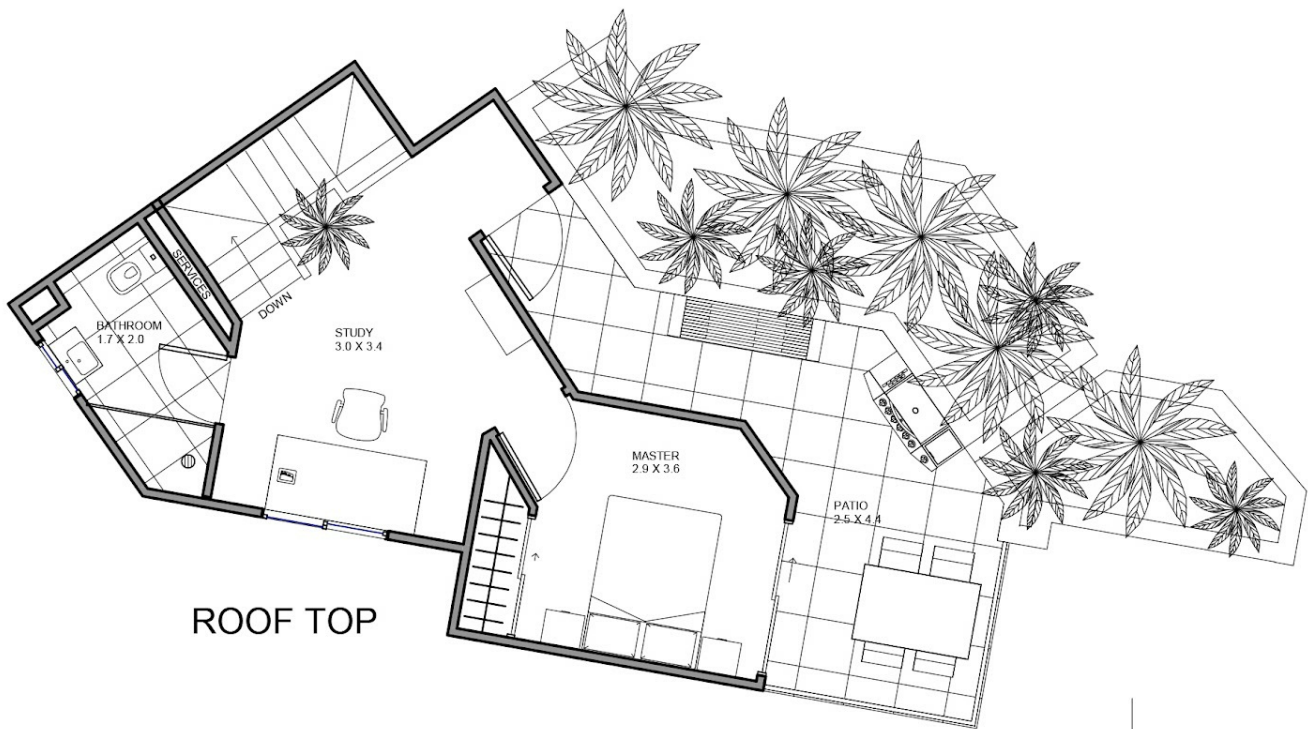 SERVICES
DOWN
BATHROOM
1.7 X 2.0
STUDY
3.0 X 3.4
MASTER
2.9 X 3.6
PATIO
2.5 X 4.4
ROOF TOP